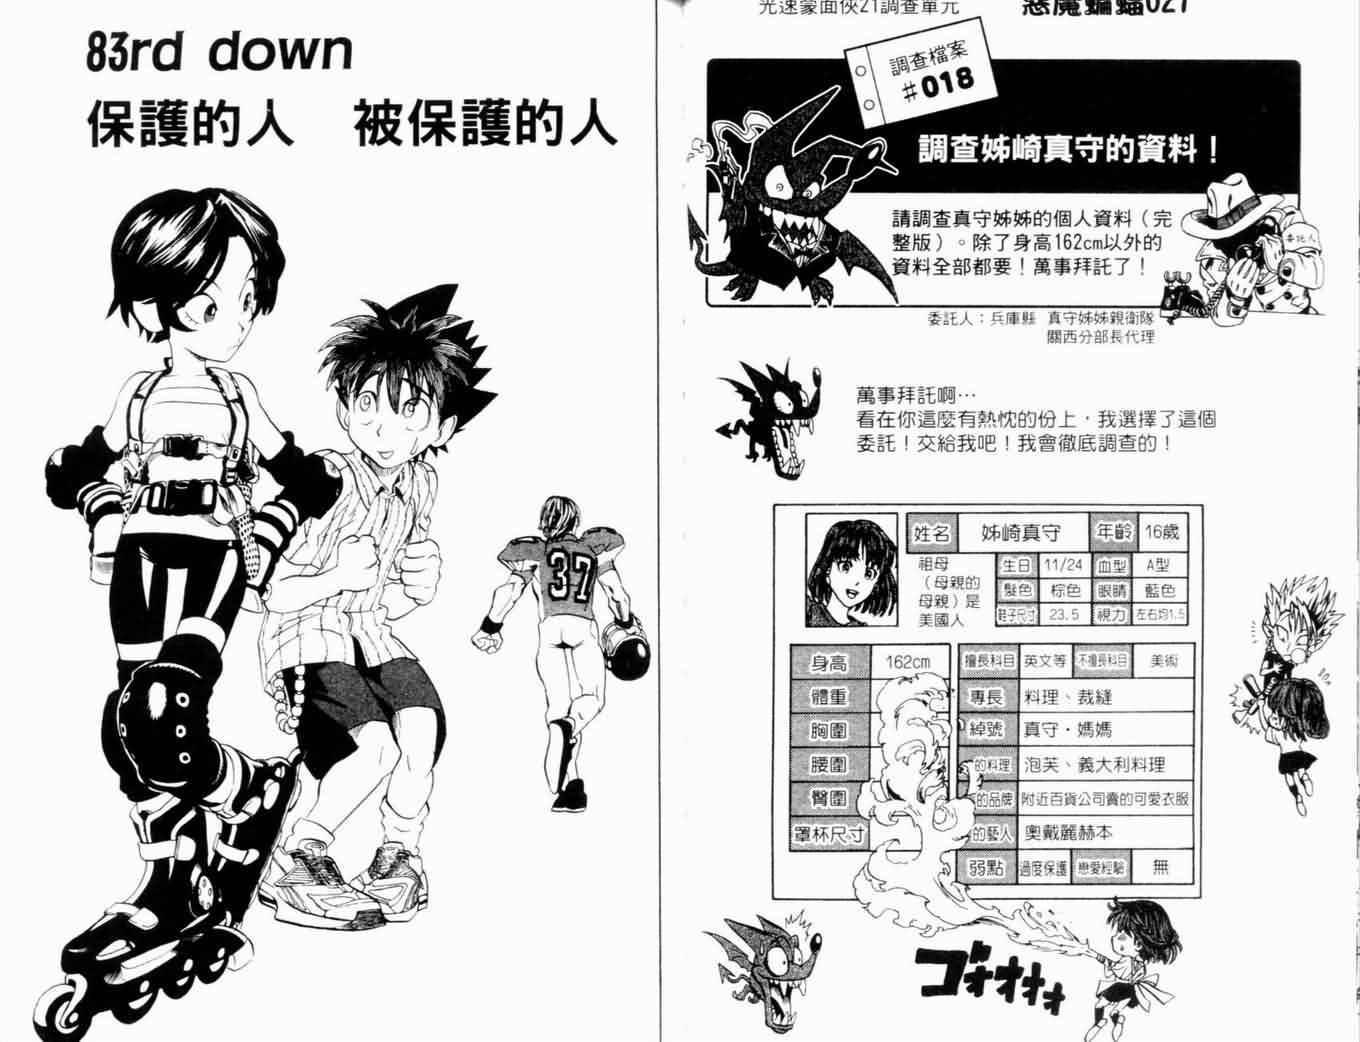 83rd down
保護的人　被保護的人
37
光速蒙面俠21調查單元
惡魔蝙蝠021
調查檔案
#018
調查姊崎真守的資料！
請調查真守姊姊的個人資料（完
整版）。除了身高162cm以外的
資料全部都要！萬事拜託了！
委託人
委託人：兵庫縣 真守姊姊親衛隊
關西分部長代理
萬事拜託啊…
看在你這麼有熱忱的份上，我選擇了這個
委託！交給我吧！我會徹底調查的！
姓名 姊崎真守 年齡 16歲
祖母
（母親的
母親）是
美國人
生日 11/24 血型 A型
髮色 棕色 眼睛 藍色
鞋子尺寸 23.5 視力 左右均1.5
身高 162cm
體重
胸圍
腰圍
臀圍
罩杯尺寸
擅長科目 英文等 不擅長科目 美術
專長 料理、裁縫
綽號 真守・媽媽
的料理 泡芙、義大利料理
的品牌 附近百貨公司賣的可愛衣服
的藝人 奧戴麗赫本
弱點 過度保護 戀愛經驗 無
ゴォオォォ